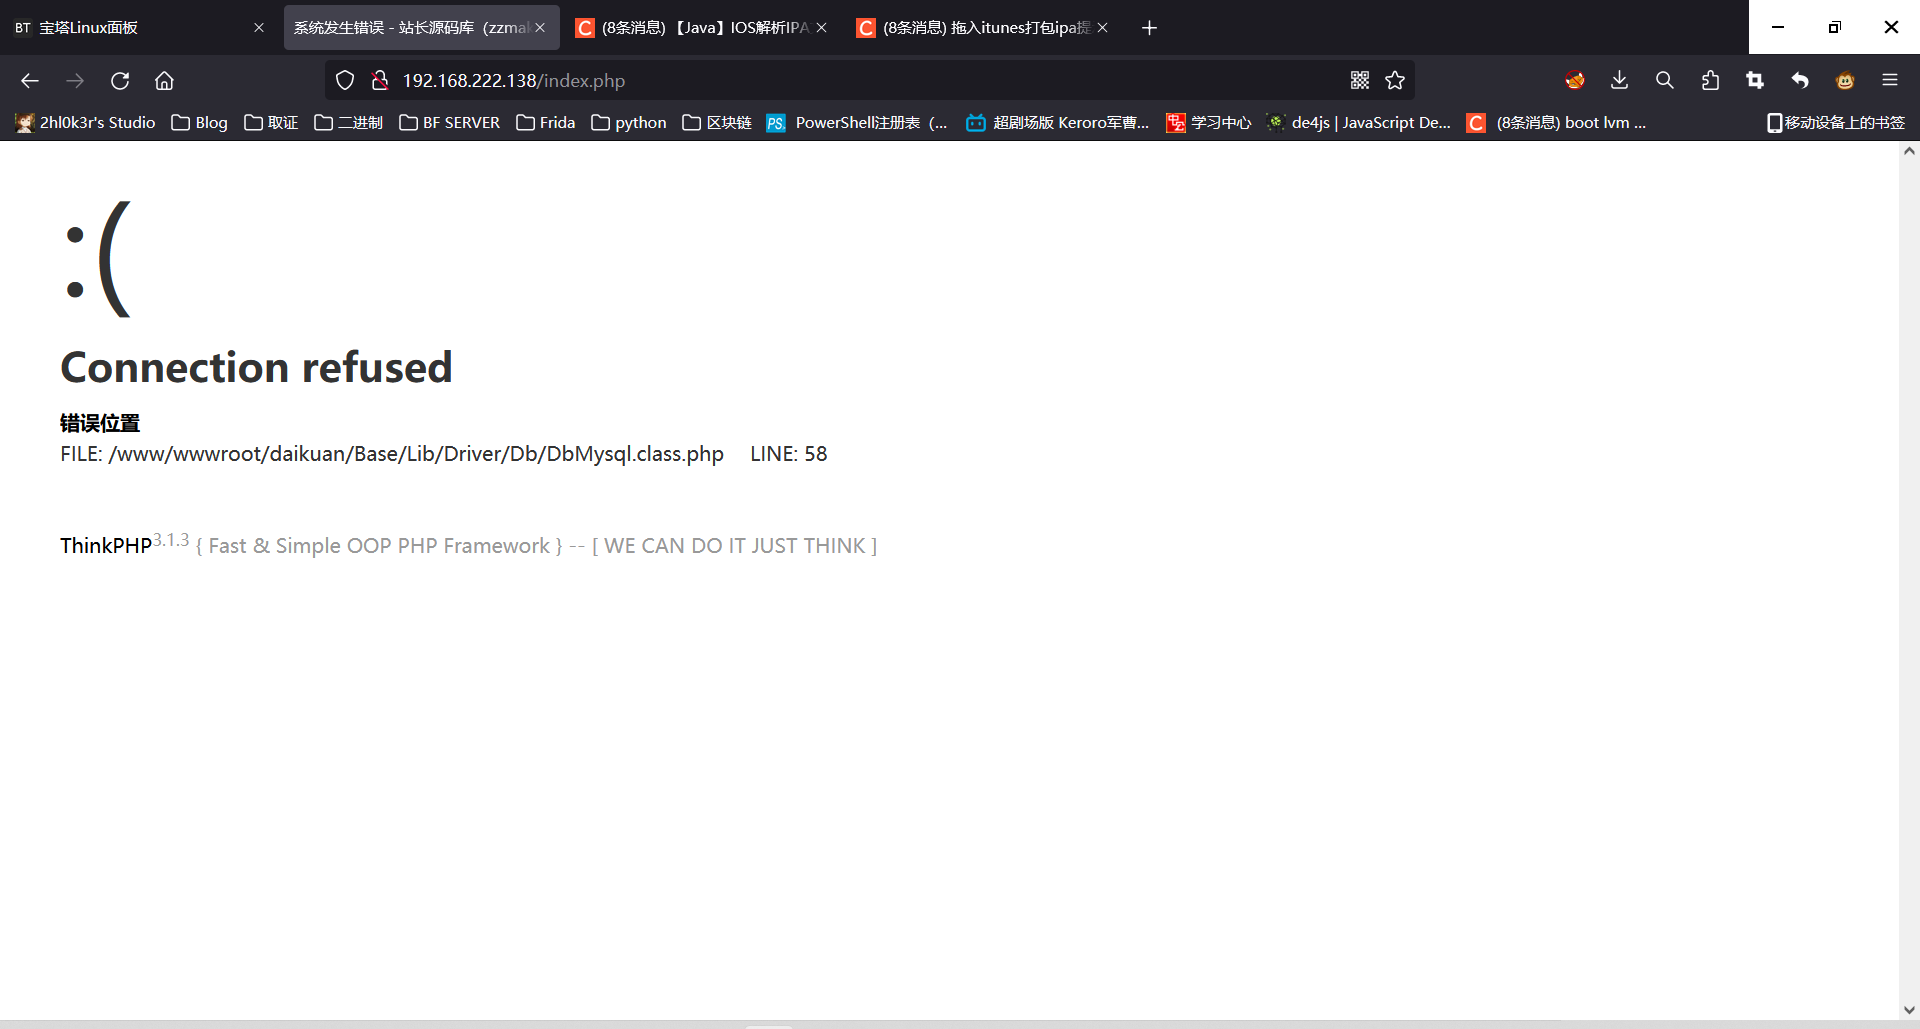 BT 宝塔Linux面板
系统发生错误 - 站长源码库（zzma
(8条消息) 【Java】IOS解析IPA
(8条消息) 拖入itunes打包ipa提
192.168.222.138/index.php
2hl0k3r's Studio
Blog
取证
二进制
BF SERVER
Frida
python
区块链
PS. PowerShell注册表（...
超剧场版 Keroro军曹...
学习中心
de4js | JavaScript De...
C (8条消息) boot lvm ...
移动设备上的书签
:(
Connection refused
错误位置
FILE: /www/wwwroot/daikuan/Base/Lib/Driver/Db/DbMysql.class.php LINE: 58
ThinkPHP3.1.3 { Fast & Simple OOP PHP Framework } -- [ WE CAN DO IT JUST THINK ]